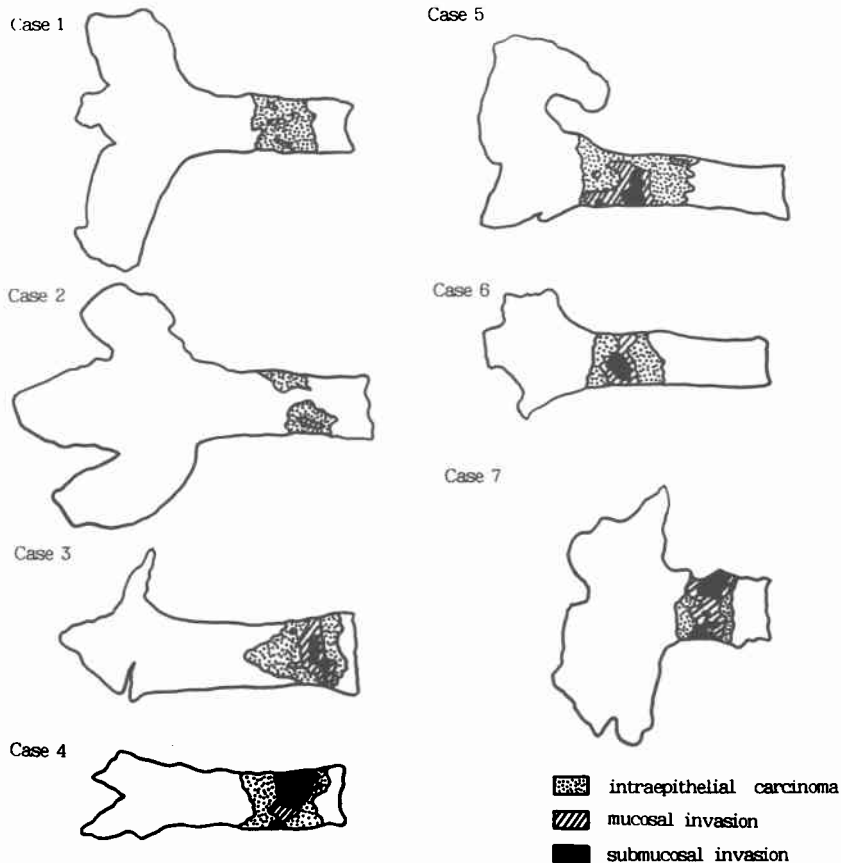 Case 1
Case 2
Case 3
Case 4
Case 5
Case 6
Case 7
intraepithelial carcinoma
mucosal invasion
submucosal invasion